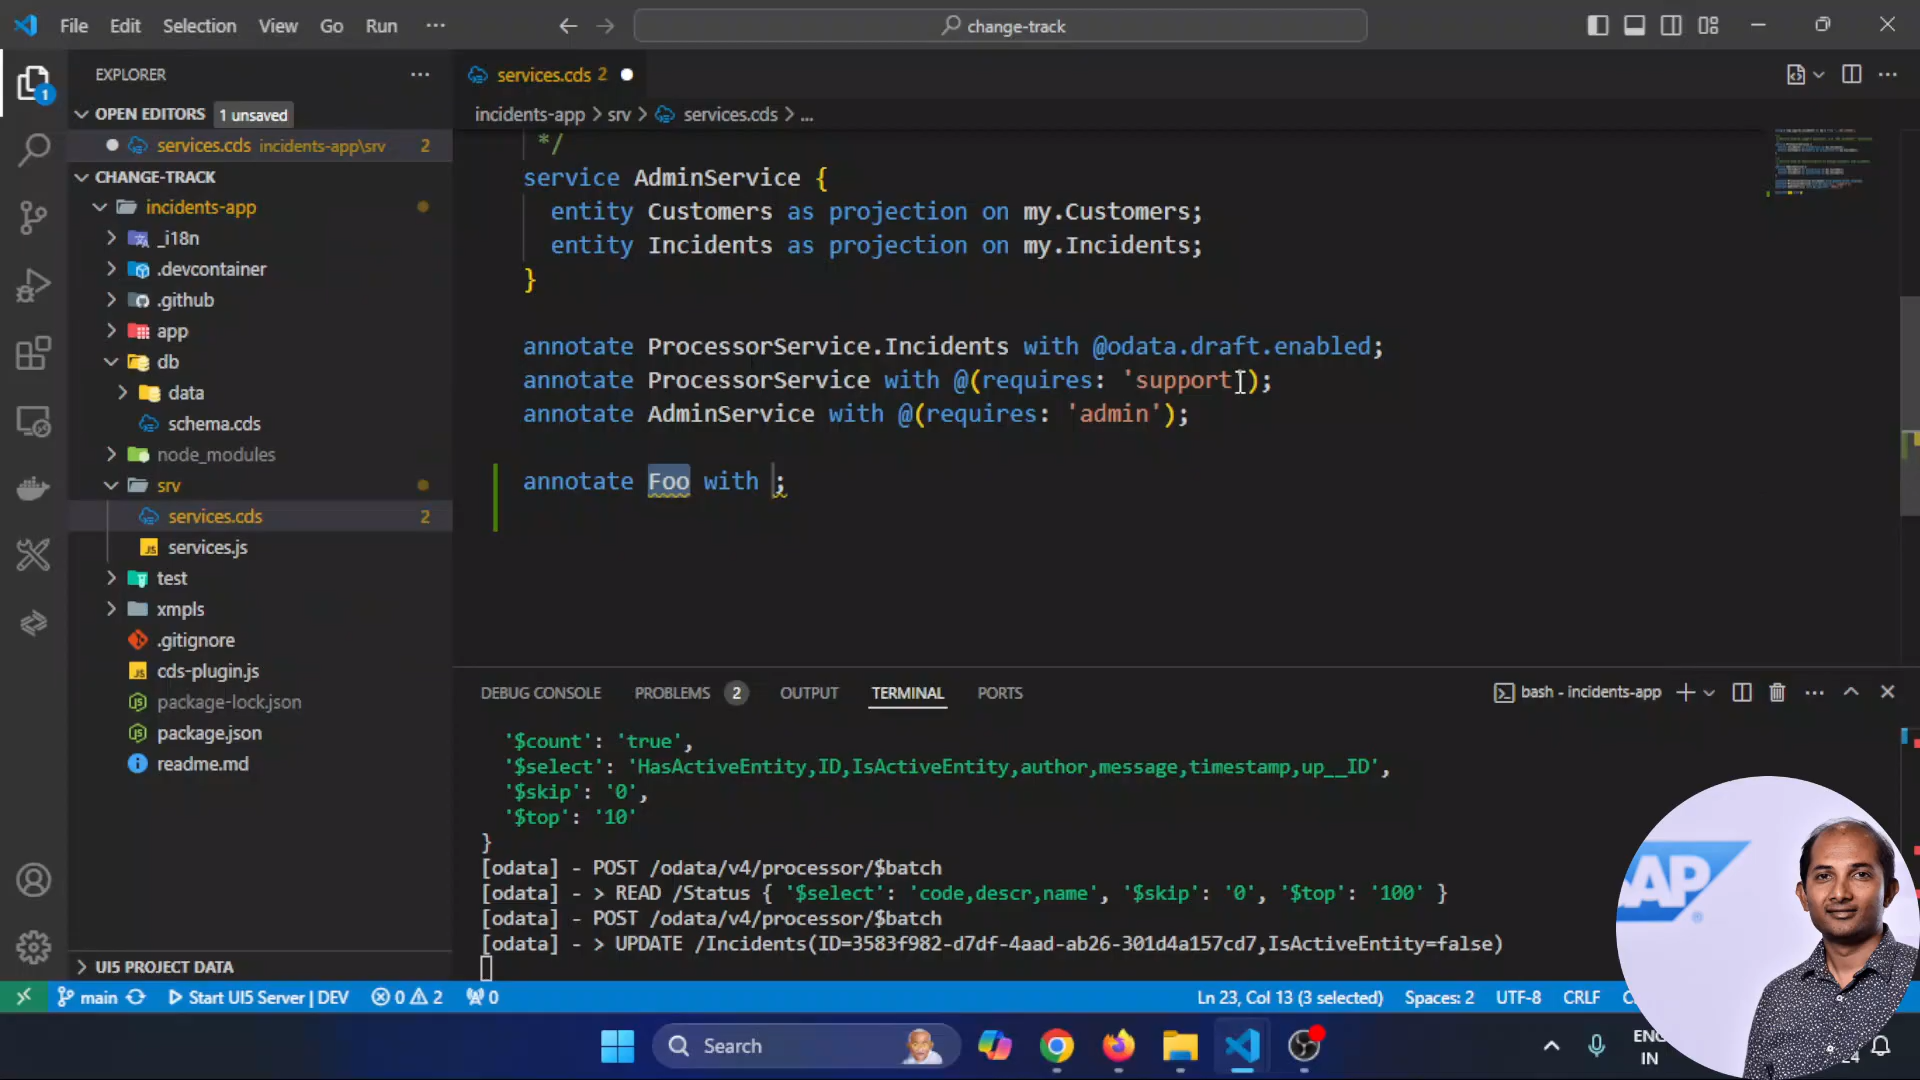 File Edit Selection View Go Run ··· change-track
EXPLORER ···
OPEN EDITORS 1 unsaved
services.cds incidents-app\srv 2
CHANGE-TRACK
incidents-app
_i18n
.devcontainer
.github
app
db
data
schema.cds
node_modules
srv
services.cds 2
services.js
test
xmpls
.gitignore
cds-plugin.js
package-lock.json
package.json
readme.md
UI5 PROJECT DATA
1
services.cds 2
incidents-app > srv > services.cds > ...
*/
service AdminService {
entity Customers as projection on my.Customers;
entity Incidents as projection on my.Incidents;
}
annotate ProcessorService.Incidents with @odata.draft.enabled;
annotate ProcessorService with @(requires: 'support');
annotate AdminService with @(requires: 'admin');
annotate Foo with ;
DEBUG CONSOLE PROBLEMS 2 OUTPUT TERMINAL PORTS bash - incidents-app
'$count': 'true',
'$select': 'HasActiveEntity,ID,IsActiveEntity,author,message,timestamp,up__ID',
'$skip': '0',
'$top': '10'
}
[odata] - POST /odata/v4/processor/$batch
[odata] - > READ /Status { '$select': 'code,descr,name', '$skip': '0', '$top': '100' }
[odata] - POST /odata/v4/processor/$batch
[odata] - > UPDATE /Incidents(ID=3583f982-d7df-4aad-ab26-301d4a157cd7,IsActiveEntity=false)
main Start UI5 Server | DEV 0 2 0 Ln 23, Col 13 (3 selected) Spaces: 2 UTF-8 CRLF
Search
ENG
IN